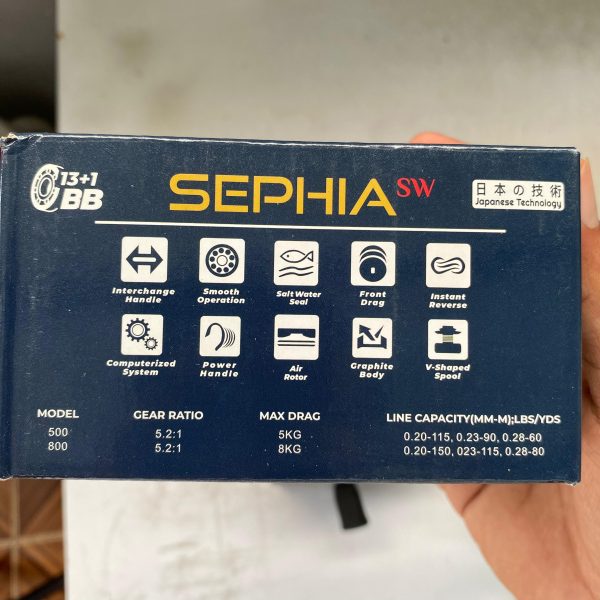 13+1
BB
SEPHIA SW
日本の技術
Japanese Technology
Interchange
Handle
Smooth
Operation
Salt Water
Seal
Front
Drag
Instant
Reverse
Computerized
System
Power
Handle
Air
Rotor
Graphite
Body
V-Shaped
Spool
MODEL GEAR RATIO MAX DRAG LINE CAPACITY(MM-M);LBS/YDS
500 5.2:1 5KG 0.20-115, 0.23-90, 0.28-60
800 5.2:1 8KG 0.20-150, 023-115, 0.28-80